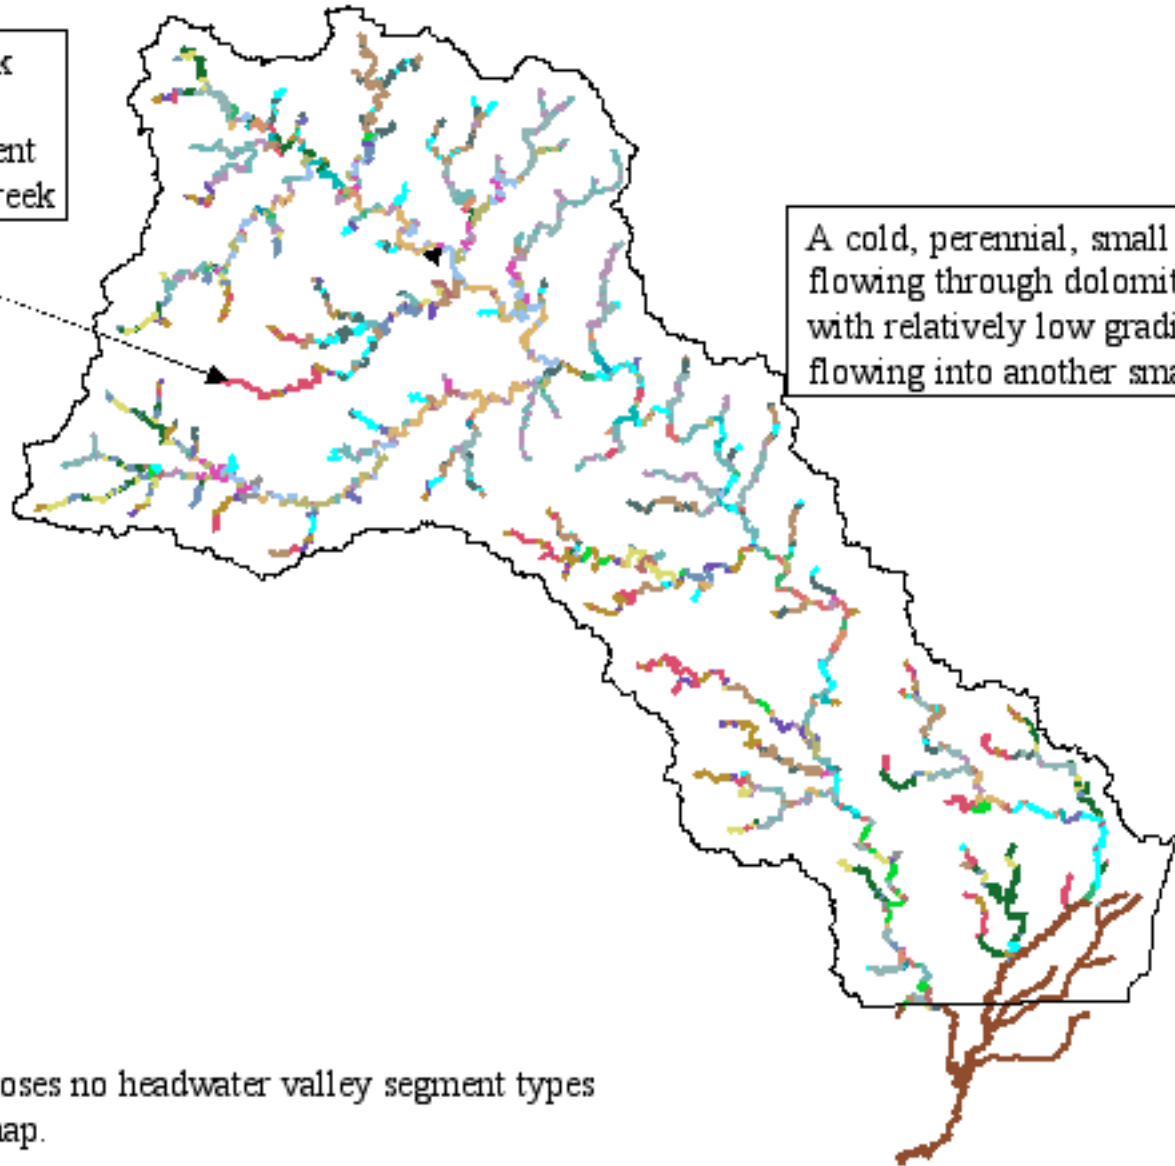 k
ent
reek
A cold, perennial, small
flowing through dolomit
with relatively low gradi
flowing into another sma
oses no headwater valley segment types
nap.